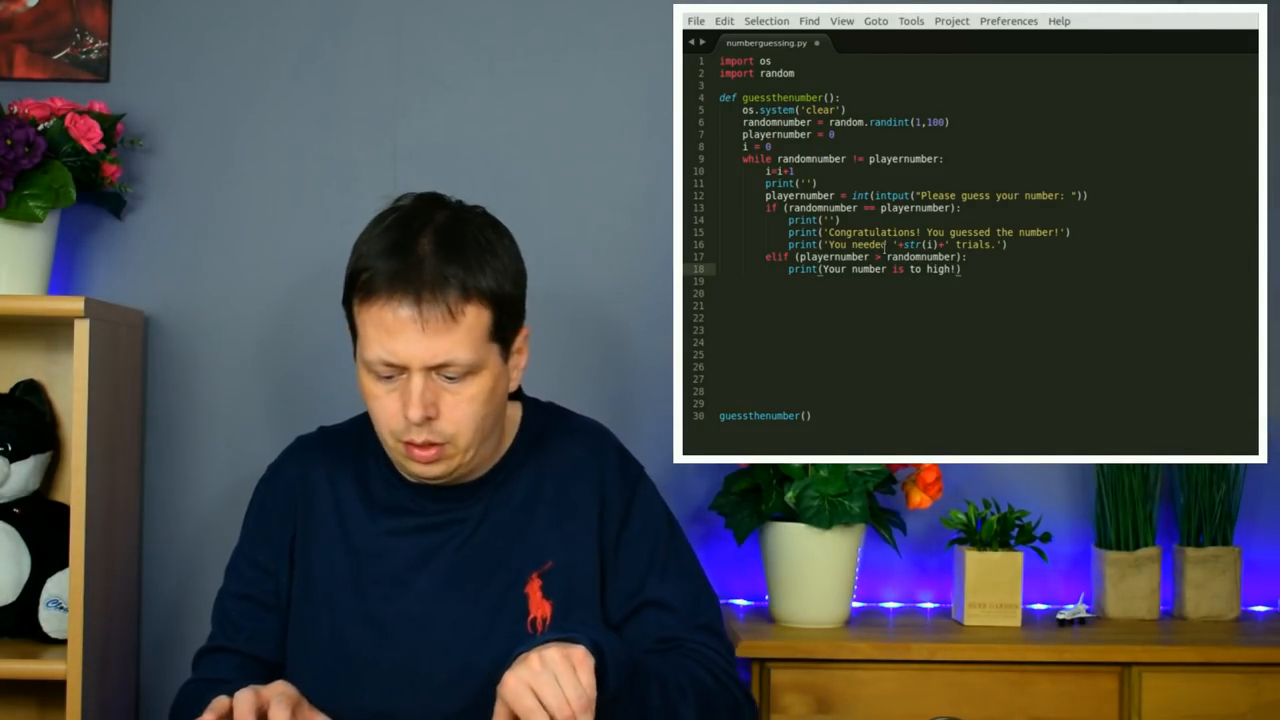 File Edit Selection Find View Goto Tools Project Preferences Help
numberguessing.py
1 import os
2 import random
3
4 def guessthenumber():
5 os.system('clear')
6 randomnumber = random.randint(1,100)
7 playernumber = 0
8 i = 0
9 while randomnumber != playernumber:
10 i=i+1
11 print('')
12 playernumber = int(intput("Please guess your number: "))
13 if (randomnumber == playernumber):
14 print('')
15 print('Congratulations! You guessed the number!')
16 print('You needed '+str(i)+' trials.')
17 elif (playernumber > randomnumber):
18 print(Your number is to high!)
19
20
21
22
23
24
25
26
27
28
29
30 guessthenumber()
HERB GARDEN